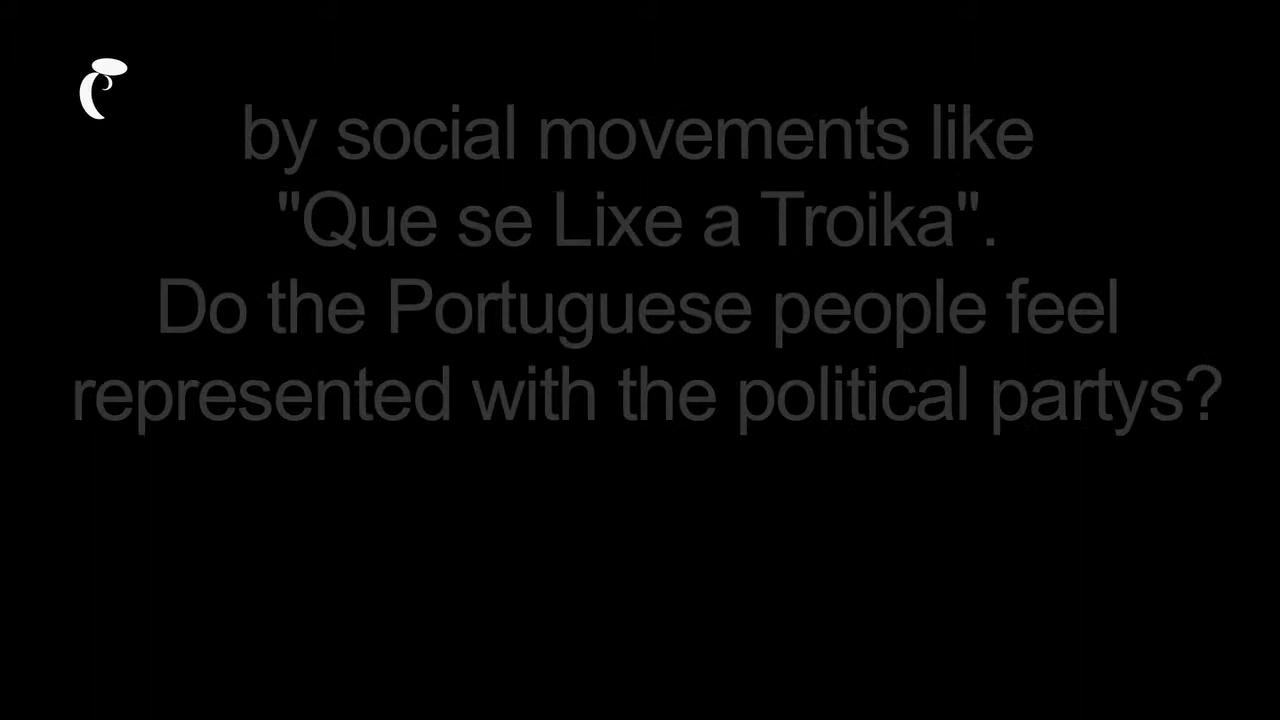 by social movements like
"Que se Lixe a Troika".
Do the Portuguese people feel
represented with the political partys?